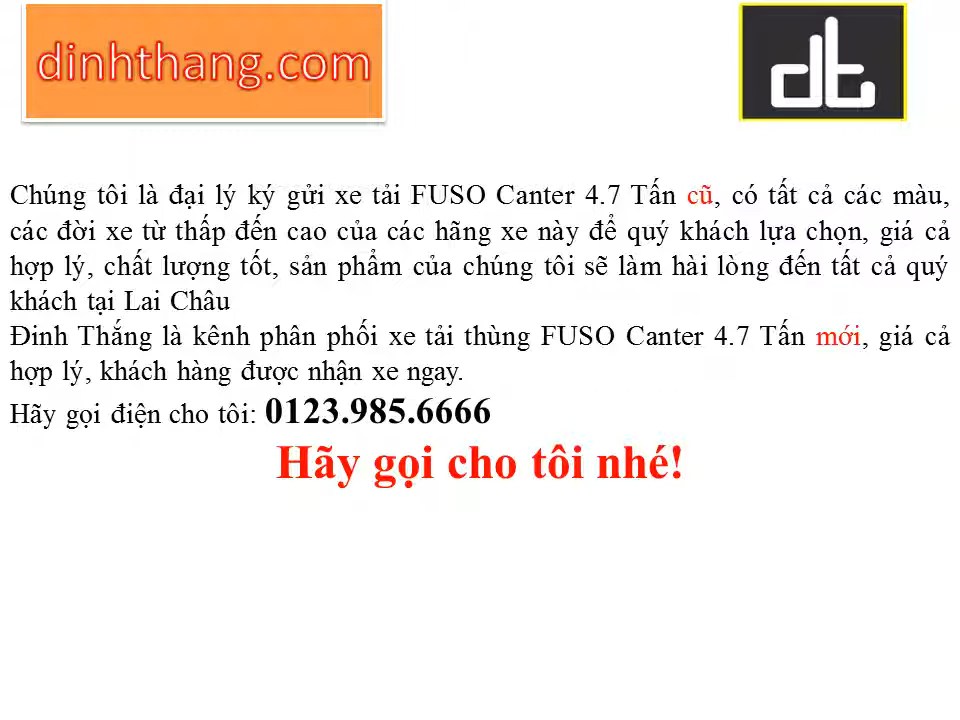 dinhthang.com
dt
Chúng tôi là đại lý ký gửi xe tải FUSO Canter 4.7 Tấn cũ, có tất cả các màu,
các đời xe từ thấp đến cao của các hãng xe này để quý khách lựa chọn, giá cả
hợp lý, chất lượng tốt, sản phẩm của chúng tôi sẽ làm hài lòng đến tất cả quý
khách tại Lai Châu
Đinh Thắng là kênh phân phối xe tải thùng FUSO Canter 4.7 Tấn mới, giá cả
hợp lý, khách hàng được nhận xe ngay.
Hãy gọi điện cho tôi: 0123.985.6666
Hãy gọi cho tôi nhé!